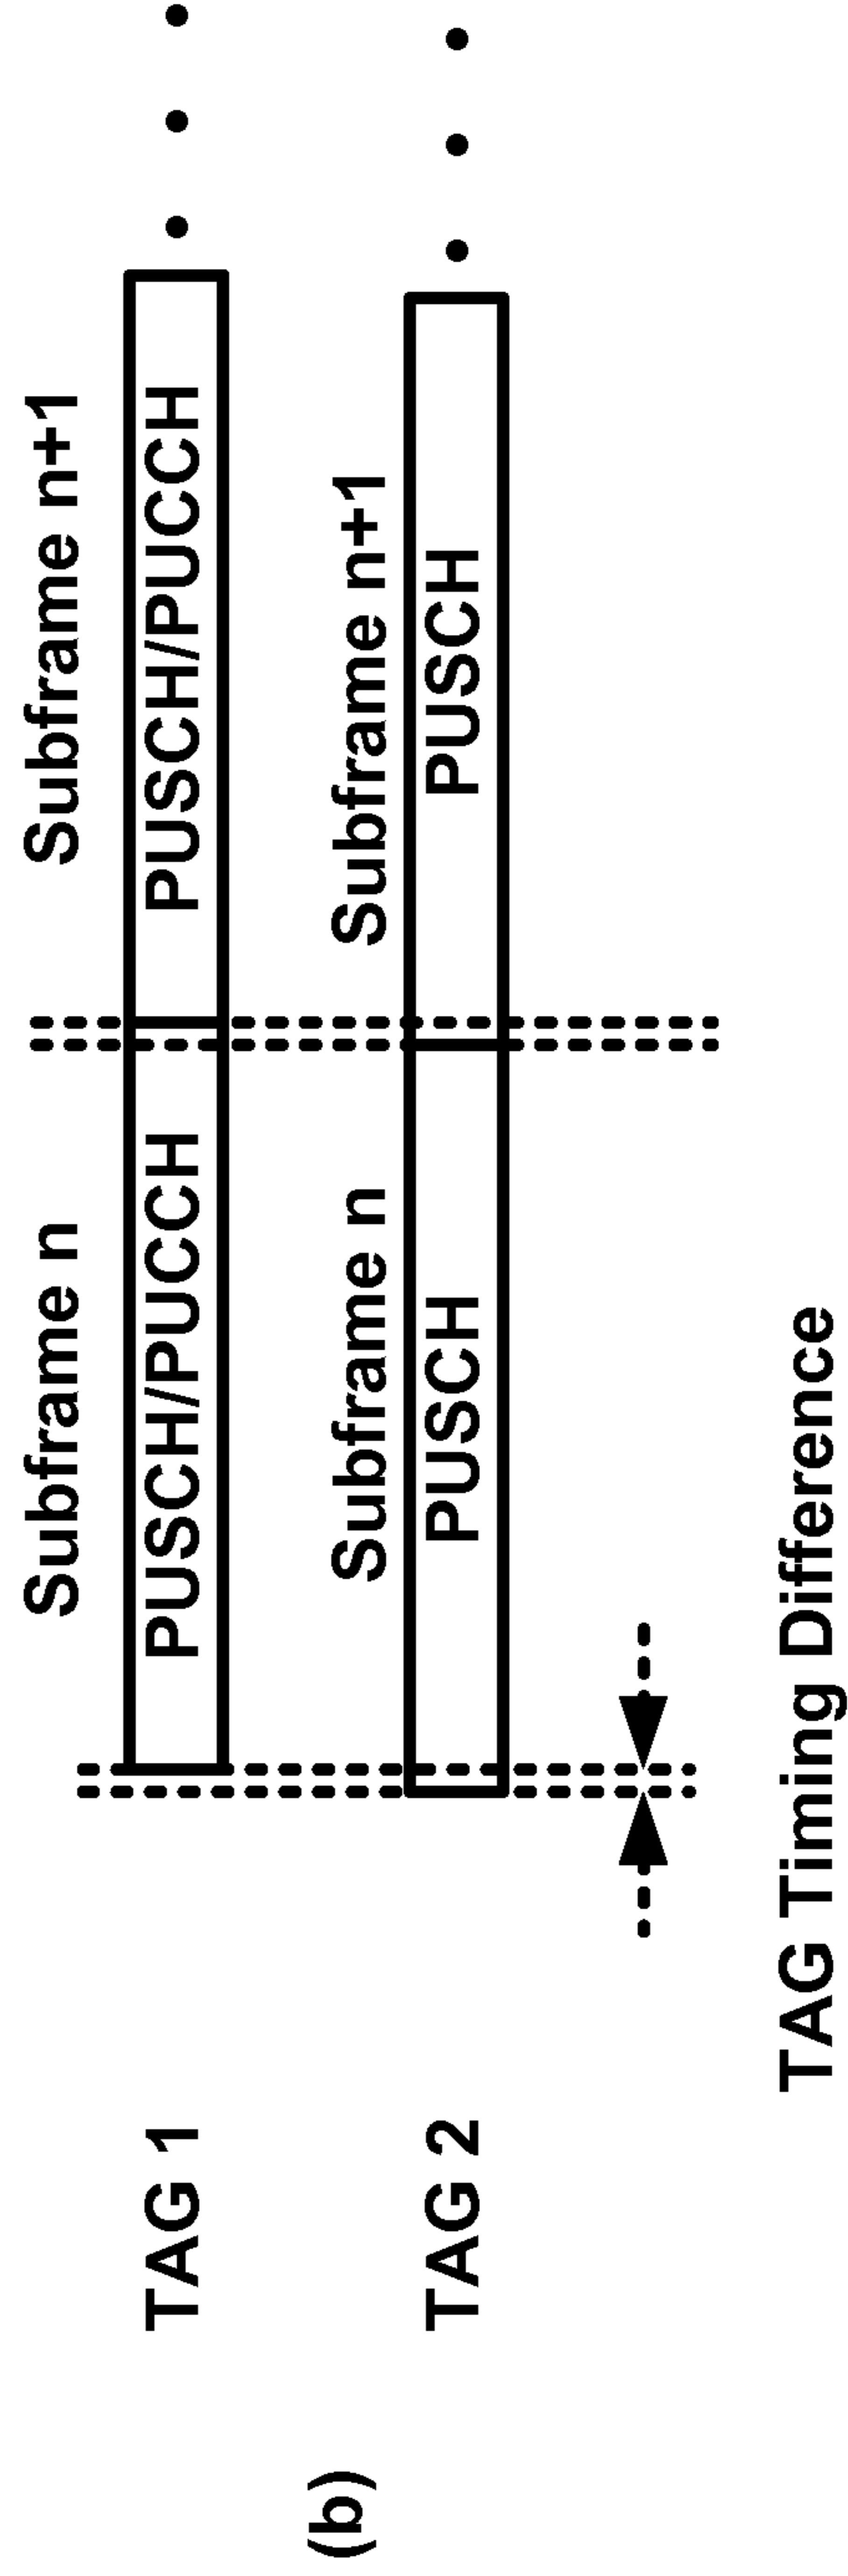 Subframe n
Subframe n+1
TAG 1
PUSCH/PUCCH
PUSCH/PUCCH
Subframe n
Subframe n+1
(b)
TAG 2
PUSCH
PUSCH
TAG Timing Difference